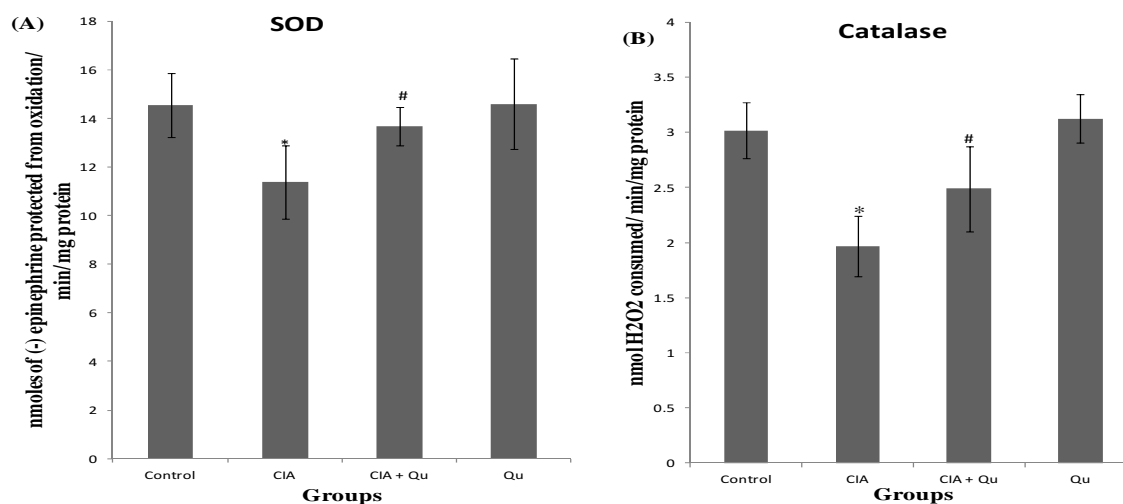 (A)
SOD
nmoles of (-) epinephrine protected from oxidation/
min/ mg protein
18
16
14
12
10
8
6
4
2
0
*
#
Control CIA CIA + Qu Qu
Groups
(B)
Catalase
nmol H2O2 consumed/ min/mg protein
4
3.5
3
2.5
2
1.5
1
0.5
0
*
#
Control CIA CIA + Qu Qu
Groups